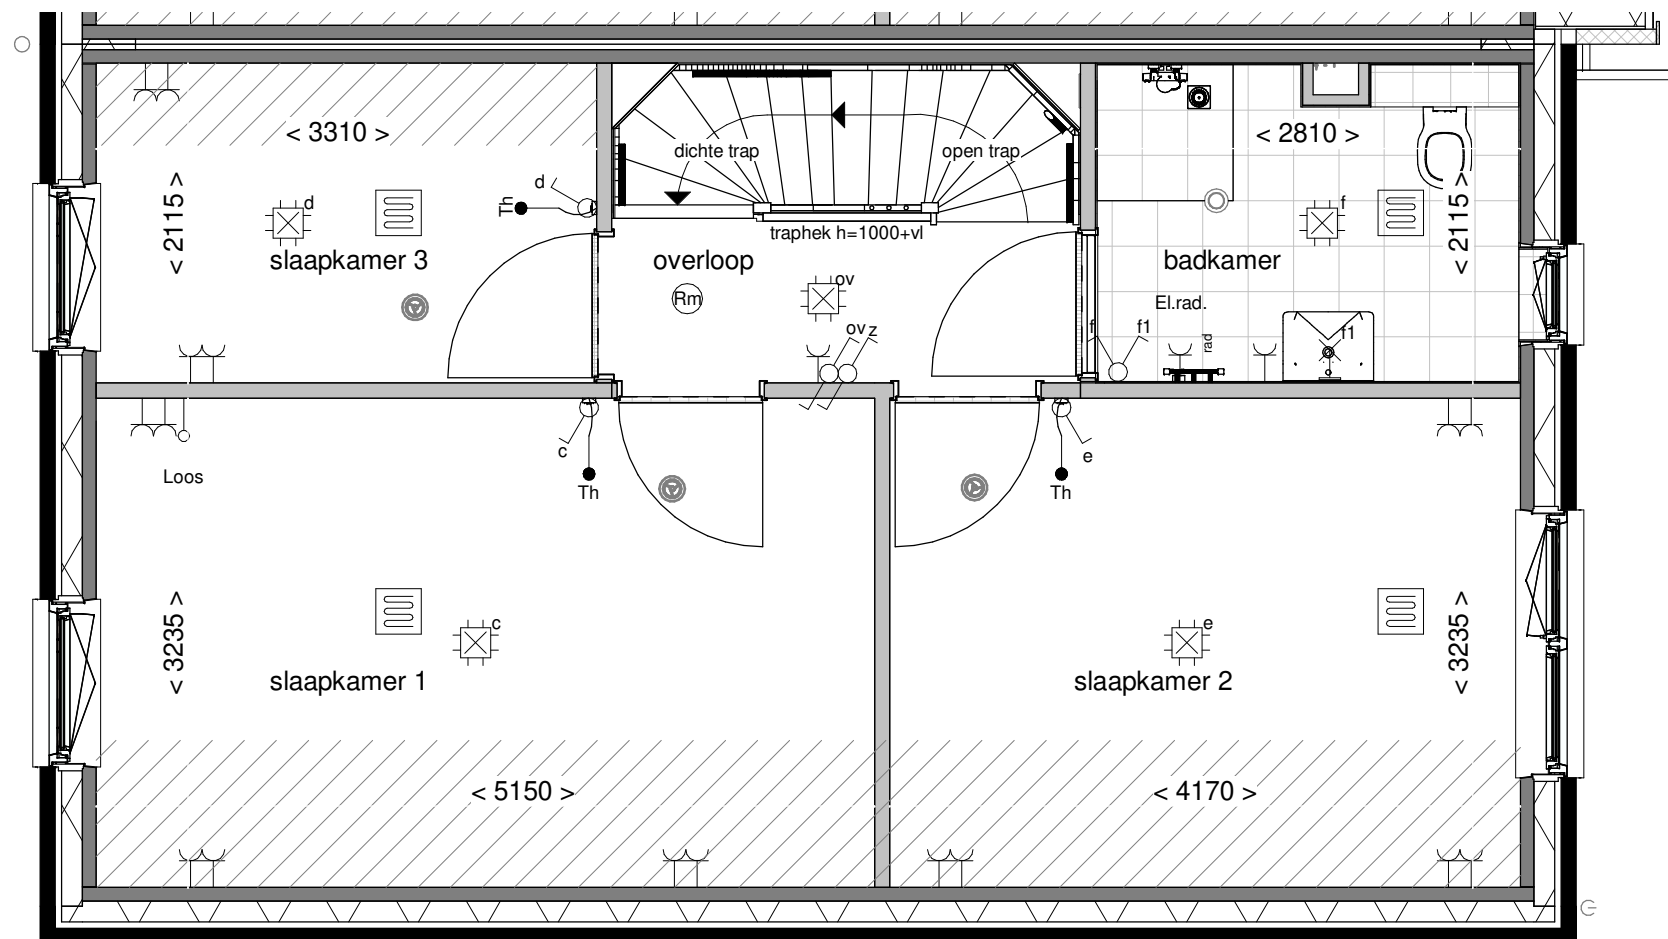 < 3310 >
dichte trap
open trap
< 2810 >
d
Th
d
< 2115 >
slaapkamer 3
traphek h=1000+vl
overloop
badkamer
f
< 2115 >
Rm
ov
El.rad.
ov z
f
f1
rad
f1
c
Th
e
Th
Loos
c
e
< 3235 >
slaapkamer 1
slaapkamer 2
< 3235 >
< 5150 >
< 4170 >